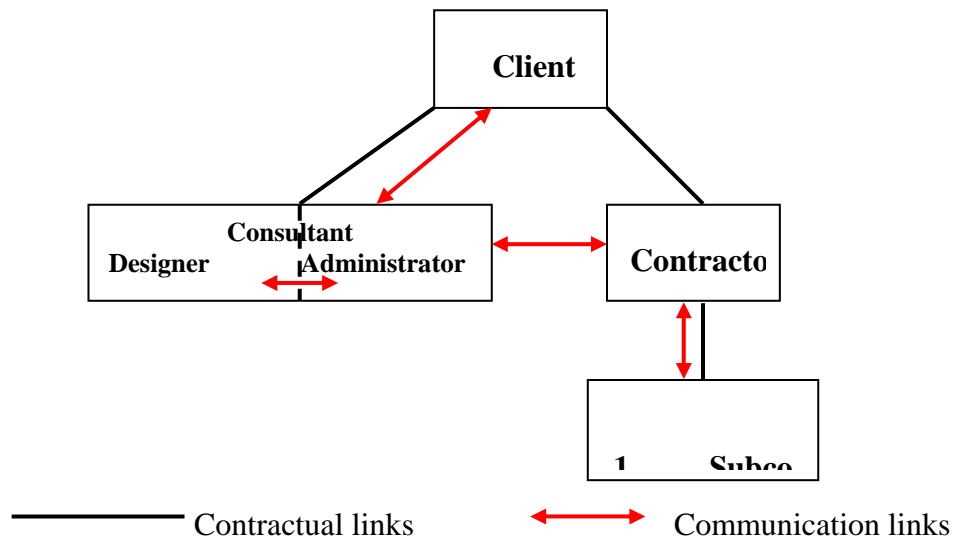 Client
Consultant
Designer Administrator
Contracto
1 Subco
Contractual links Communication links